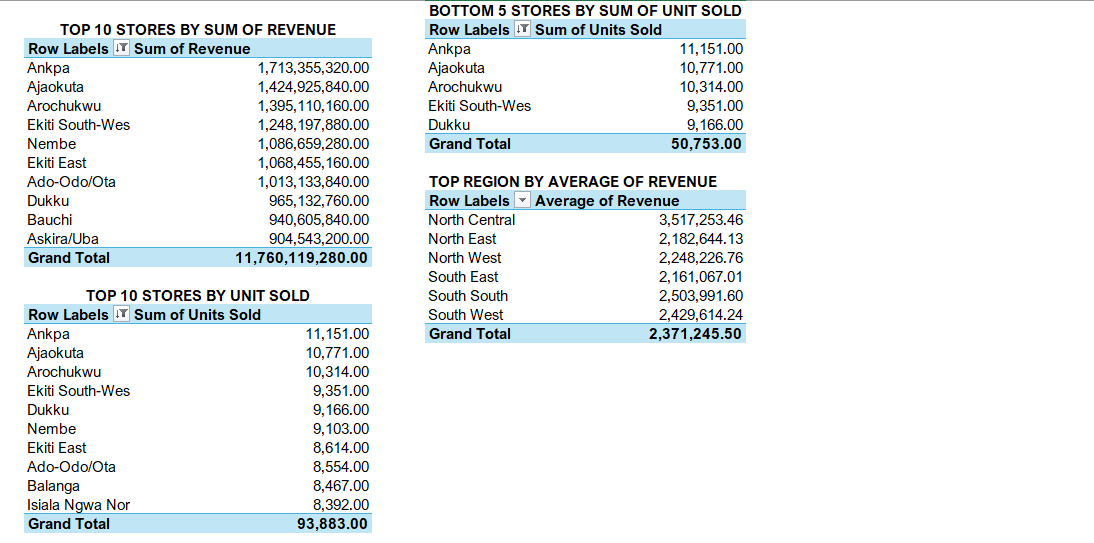 TOP 10 STORES BY SUM OF REVENUE
Row Labels Sum of Revenue
Ankpa 1,713,355,320.00
Ajaokuta 1,424,925,840.00
Arochukwu 1,395,110,160.00
Ekiti South-Wes 1,248,197,880.00
Nembe 1,086,659,280.00
Ekiti East 1,068,455,160.00
Ado-Odo/Ota 1,013,133,840.00
Dukku 965,132,760.00
Bauchi 940,605,840.00
Askira/Uba 904,543,200.00
Grand Total 11,760,119,280.00
TOP 10 STORES BY UNIT SOLD
Row Labels Sum of Units Sold
Ankpa 11,151.00
Ajaokuta 10,771.00
Arochukwu 10,314.00
Ekiti South-Wes 9,351.00
Dukku 9,166.00
Nembe 9,103.00
Ekiti East 8,614.00
Ado-Odo/Ota 8,554.00
Balanga 8,467.00
Isiala Ngwa Nor 8,392.00
Grand Total 93,883.00
BOTTOM 5 STORES BY SUM OF UNIT SOLD
Row Labels Sum of Units Sold
Ankpa 11,151.00
Ajaokuta 10,771.00
Arochukwu 10,314.00
Ekiti South-Wes 9,351.00
Dukku 9,166.00
Grand Total 50,753.00
TOP REGION BY AVERAGE OF REVENUE
Row Labels Average of Revenue
North Central 3,517,253.46
North East 2,182,644.13
North West 2,248,226.76
South East 2,161,067.01
South South 2,503,991.60
South West 2,429,614.24
Grand Total 2,371,245.50